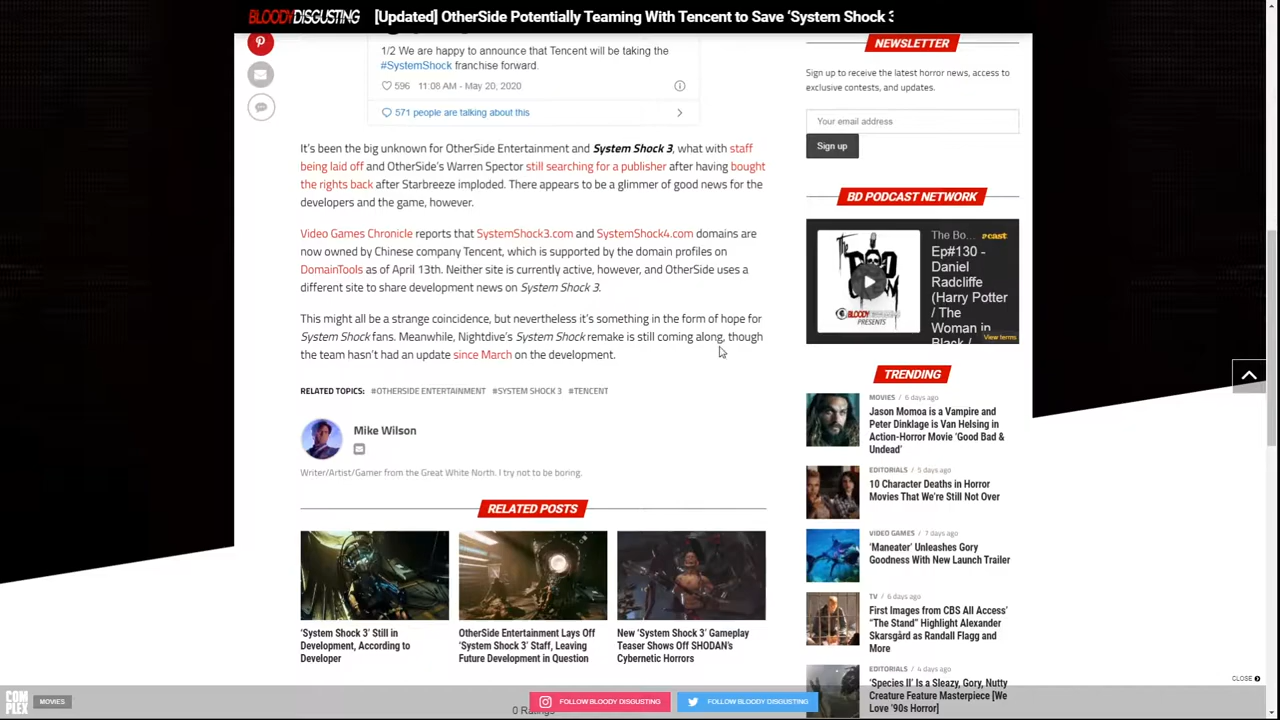 BLOODY DISGUSTING
[Updated] OtherSide Potentially Teaming With Tencent to Save ‘System Shock 3
1/2 We are happy to announce that Tencent will be taking the
#SystemShock franchise forward.
596 11:08 AM - May 20, 2020
571 people are talking about this
It’s been the big unknown for OtherSide Entertainment and System Shock 3, what with staff
being laid off and OtherSide’s Warren Spector still searching for a publisher after having bought
the rights back after Starbreeze imploded. There appears to be a glimmer of good news for the
developers and the game, however.
Video Games Chronicle reports that SystemShock3.com and SystemShock4.com domains are
now owned by Chinese company Tencent, which is supported by the domain profiles on
DomainTools as of April 13th. Neither site is currently active, however, and OtherSide uses a
different site to share development news on System Shock 3.
This might all be a strange coincidence, but nevertheless it’s something in the form of hope for
System Shock fans. Meanwhile, Nightdive’s System Shock remake is still coming along, though
the team hasn’t had an update since March on the development.
RELATED TOPICS: #OTHERSIDE ENTERTAINMENT #SYSTEM SHOCK 3 #TENCENT
Mike Wilson
Writer/Artist/Gamer from the Great White North. I try not to be boring.
RELATED POSTS
‘System Shock 3’ Still in
Development, According to
Developer
OtherSide Entertainment Lays Off
‘System Shock 3’ Staff, Leaving
Future Development in Question
New ‘System Shock 3’ Gameplay
Teaser Shows Off SHODAN’s
Cybernetic Horrors
NEWSLETTER
Sign up to receive the latest horror news, access to
exclusive contests, and updates.
Your email address
Sign up
BD PODCAST NETWORK
The
BLOODY
PRESENTS
The Bo...
Ep#130 -
Daniel
Radcliffe
(Harry Potter
/ The
Woman in
Black /
View terms
TRENDING
MOVIES / 6 days ago
Jason Momoa is a Vampire and
Peter Dinklage is Van Helsing in
Action-Horror Movie ‘Good Bad &
Undead’
EDITORIALS / 5 days ago
10 Character Deaths in Horror
Movies That We’re Still Not Over
VIDEO GAMES / 7 days ago
‘Maneater’ Unleashes Gory
Goodness With New Launch Trailer
TV / 6 days ago
First Images from CBS All Access’
“The Stand” Highlight Alexander
Skarsgård as Randall Flagg and
More
EDITORIALS / 4 days ago
‘Species II’ Is a Sleazy, Gory, Nutty
Creature Feature Masterpiece [We
Love ’90s Horror]
CLOSE
COM
PLEX
MOVIES
FOLLOW BLOODY DISGUSTING
FOLLOW BLOODY DISGUSTING
0 Ratings